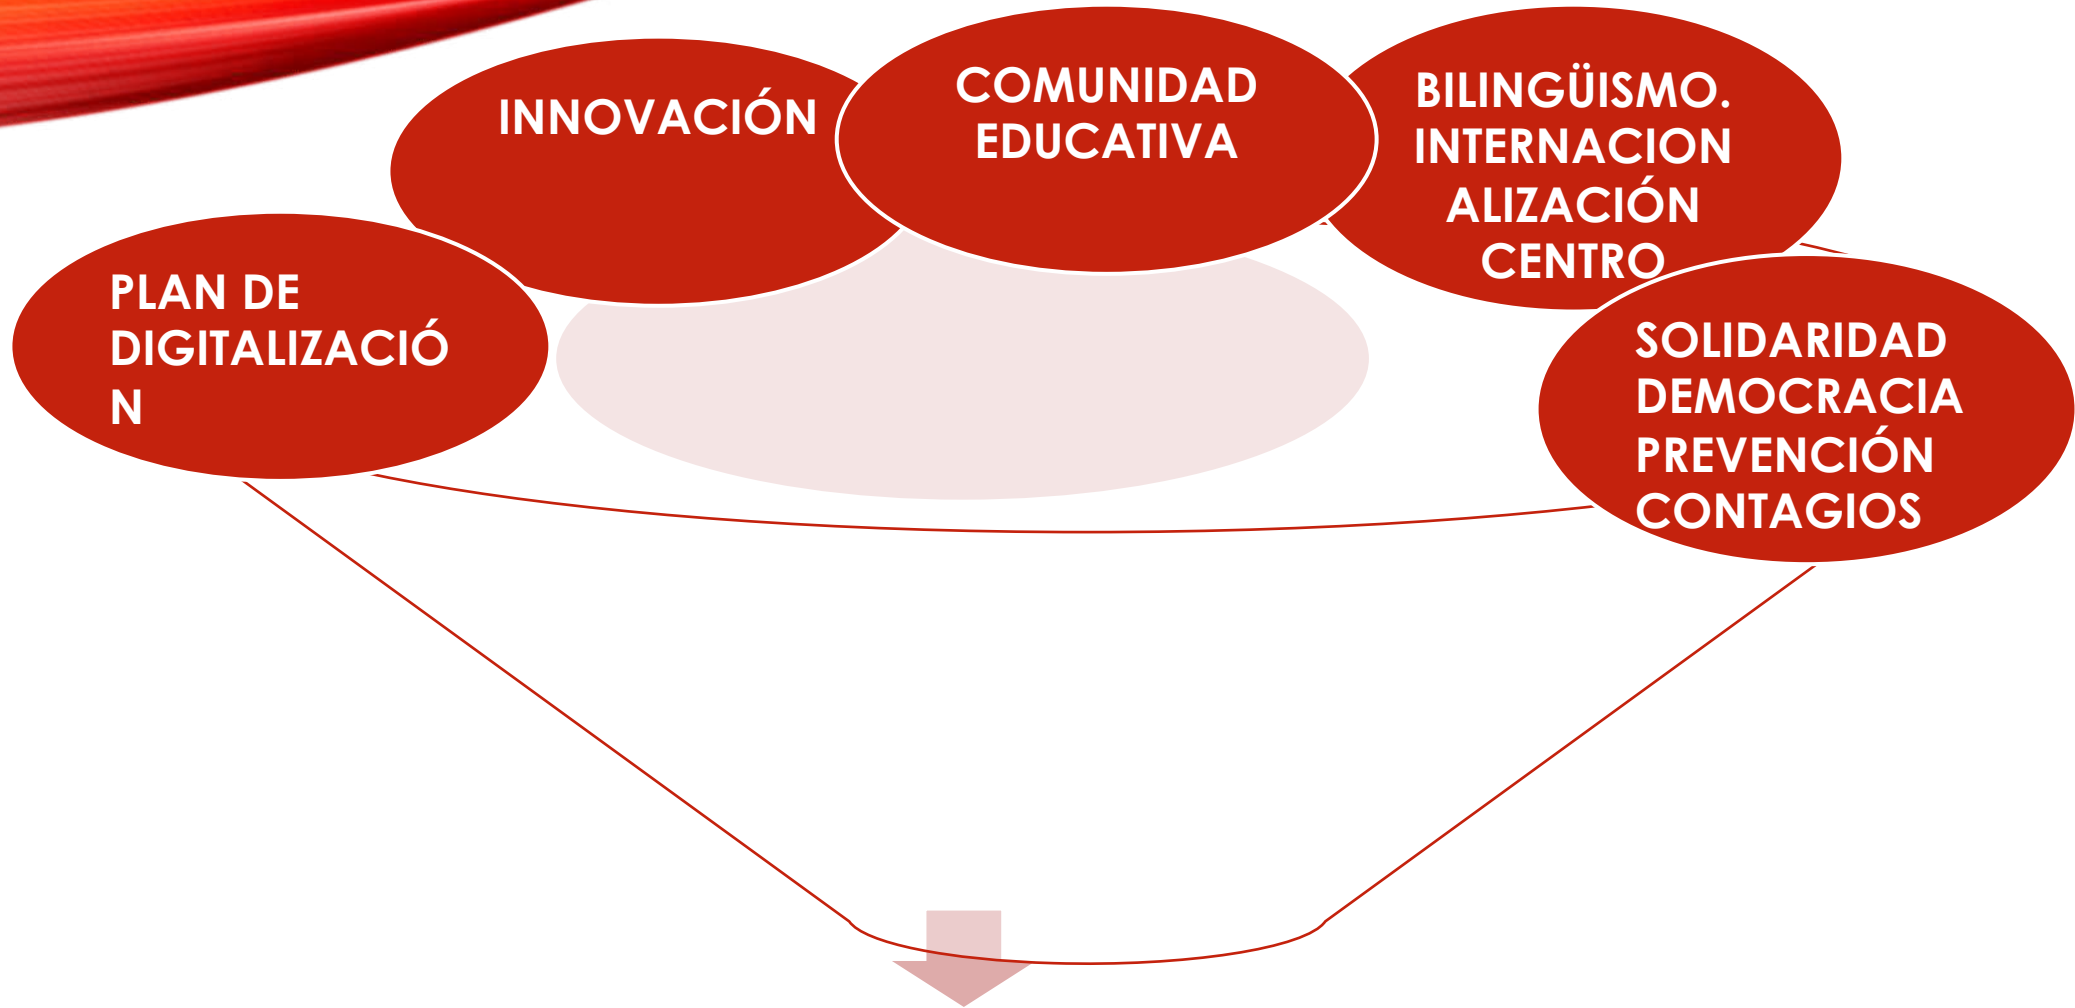 INNOVACIÓN
COMUNIDAD
EDUCATIVA
BILINGÜISMO.
INTERNACION
ALIZACIÓN
CENTRO
PLAN DE
DIGITALIZACIÓ
N
SOLIDARIDAD
DEMOCRACIA
PREVENCIÓN
CONTAGIOS